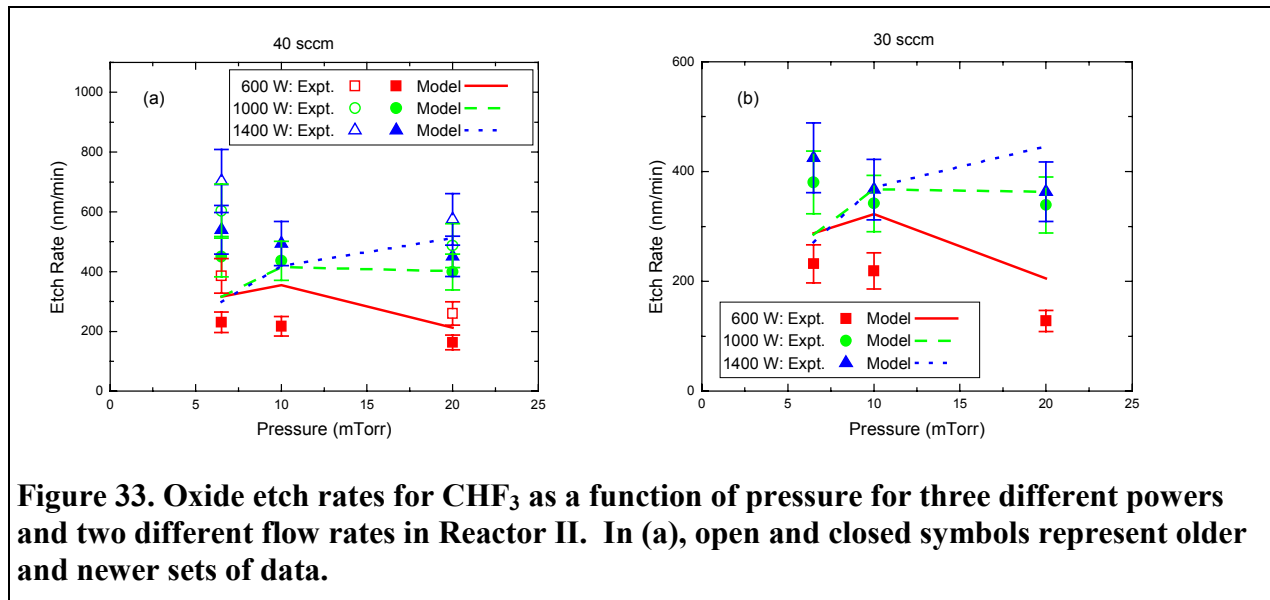 40 sccm
(a)
600 W: Expt. Model
1000 W: Expt. Model
1400 W: Expt. Model
1000
800
600
400
200
0
Etch Rate (nm/min)
0 5 10 15 20 25
Pressure (mTorr)
30 sccm
(b)
600
400
200
0
Etch Rate (nm/min)
600 W: Expt. Model
1000 W: Expt. Model
1400 W: Expt. Model
0 5 10 15 20 25
Pressure (mTorr)
Figure 33. Oxide etch rates for CHF₃ as a function of pressure for three different powers
and two different flow rates in Reactor II. In (a), open and closed symbols represent older
and newer sets of data.